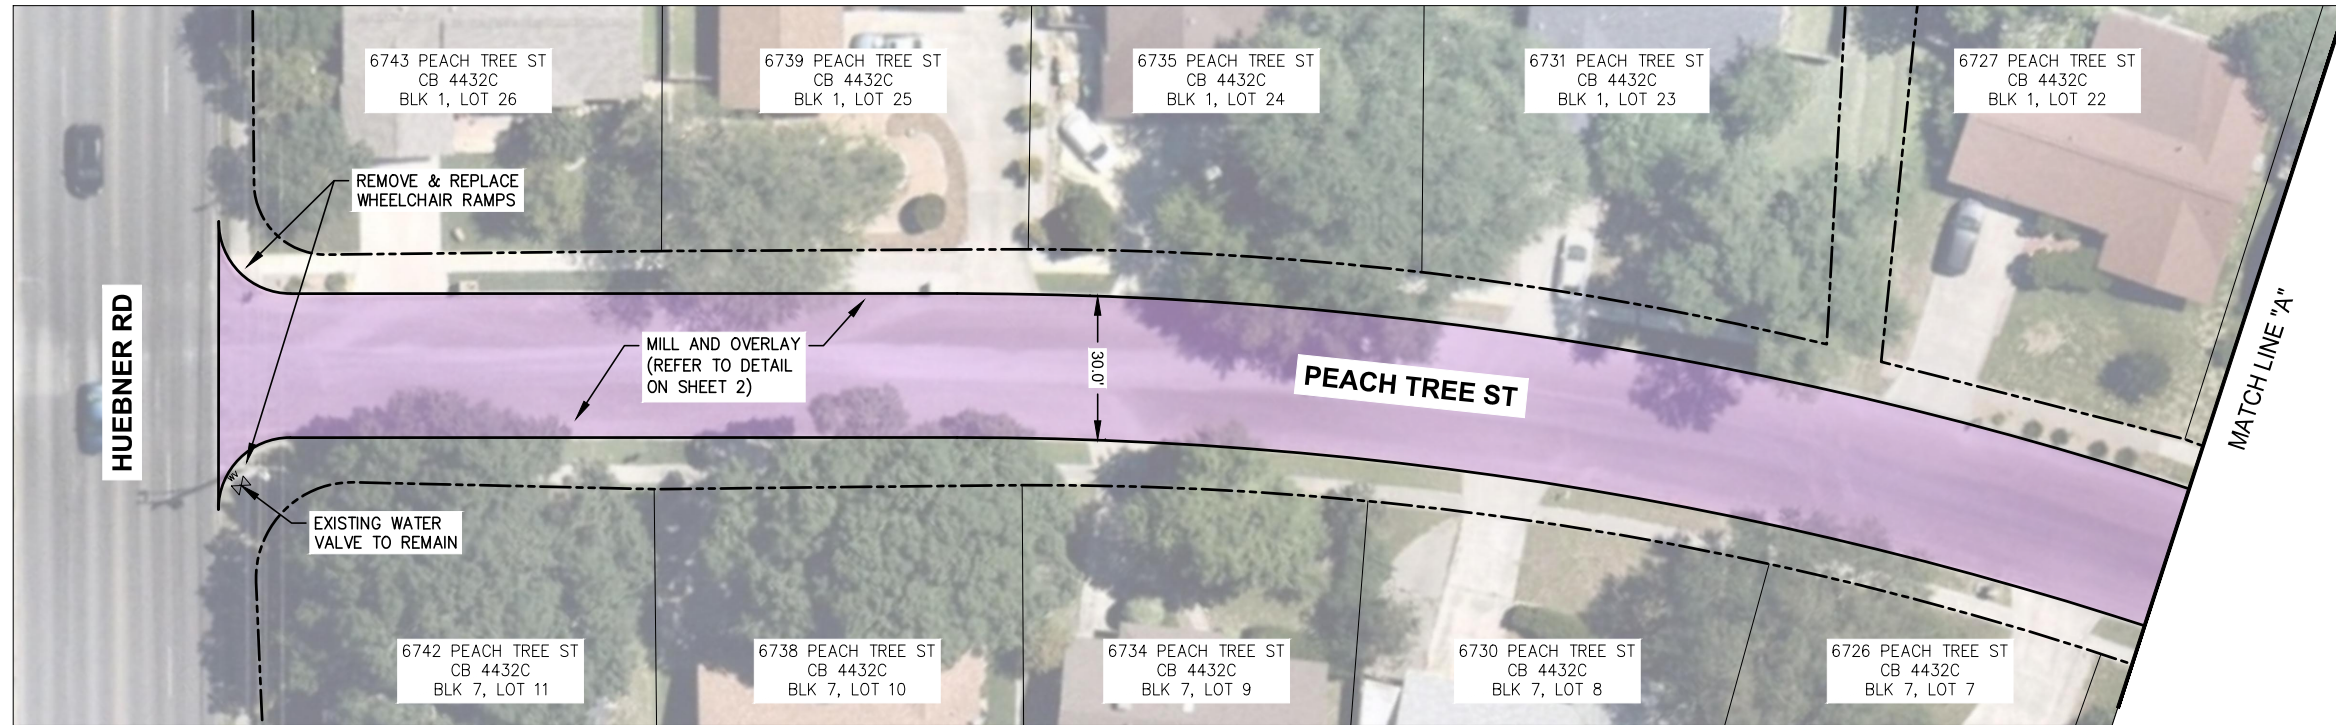 6743 PEACH TREE ST
CB 4432C
BLK 1, LOT 26
6739 PEACH TREE ST
CB 4432C
BLK 1, LOT 25
6735 PEACH TREE ST
CB 4432C
BLK 1, LOT 24
6731 PEACH TREE ST
CB 4432C
BLK 1, LOT 23
6727 PEACH TREE ST
CB 4432C
BLK 1, LOT 22
REMOVE & REPLACE
WHEELCHAIR RAMPS
HUEBNER RD
MILL AND OVERLAY
(REFER TO DETAIL
ON SHEET 2)
30.0'
PEACH TREE ST
MATCH LINE "A"
WV
EXISTING WATER
VALVE TO REMAIN
6742 PEACH TREE ST
CB 4432C
BLK 7, LOT 11
6738 PEACH TREE ST
CB 4432C
BLK 7, LOT 10
6734 PEACH TREE ST
CB 4432C
BLK 7, LOT 9
6730 PEACH TREE ST
CB 4432C
BLK 7, LOT 8
6726 PEACH TREE ST
CB 4432C
BLK 7, LOT 7